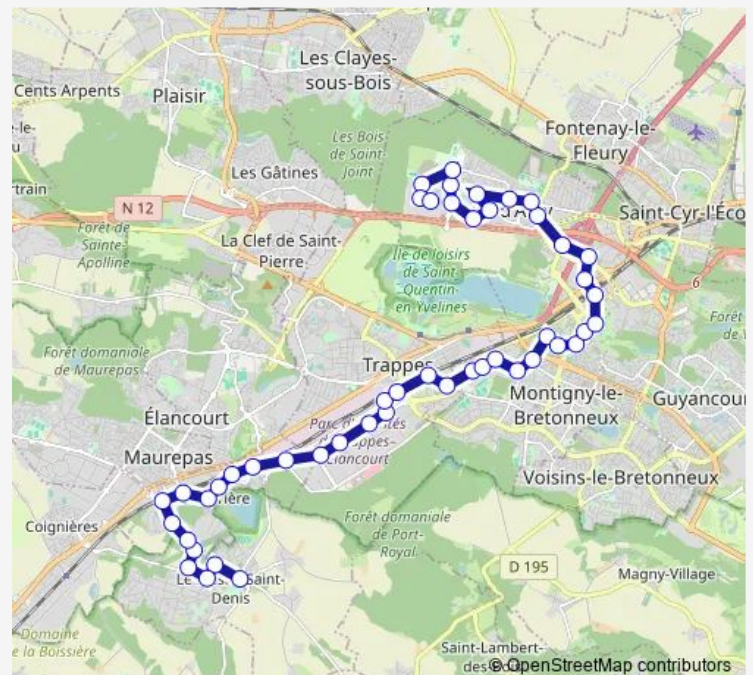 Les Clayes-
sous-Bois
Cents Arpents
Plaisir
Fontenay-le-
Fleury
Les Bois
de Saint-
Joint
Les Gâtines
N 12
Saint-Cyr-l'Éco
Forêt de
Sainte-
Apolline
La Clef de Saint-
Pierre
Île de loisirs
de Saint
Quentin
en Yvelines
6
Forêt domaniale
de Maurepas
Trappes
Montigny-le-
Bretonneux
Guyancour
Élancourt
Maurepas
Voisins-le-Bretonneux
Coignières
Forêt domaniale
de Port-
Royal
D 195
Magny-Village
Saint-
Denis
Domaine
e la Boissière
Saint-Lambert-
© OpenStreetMap contributors